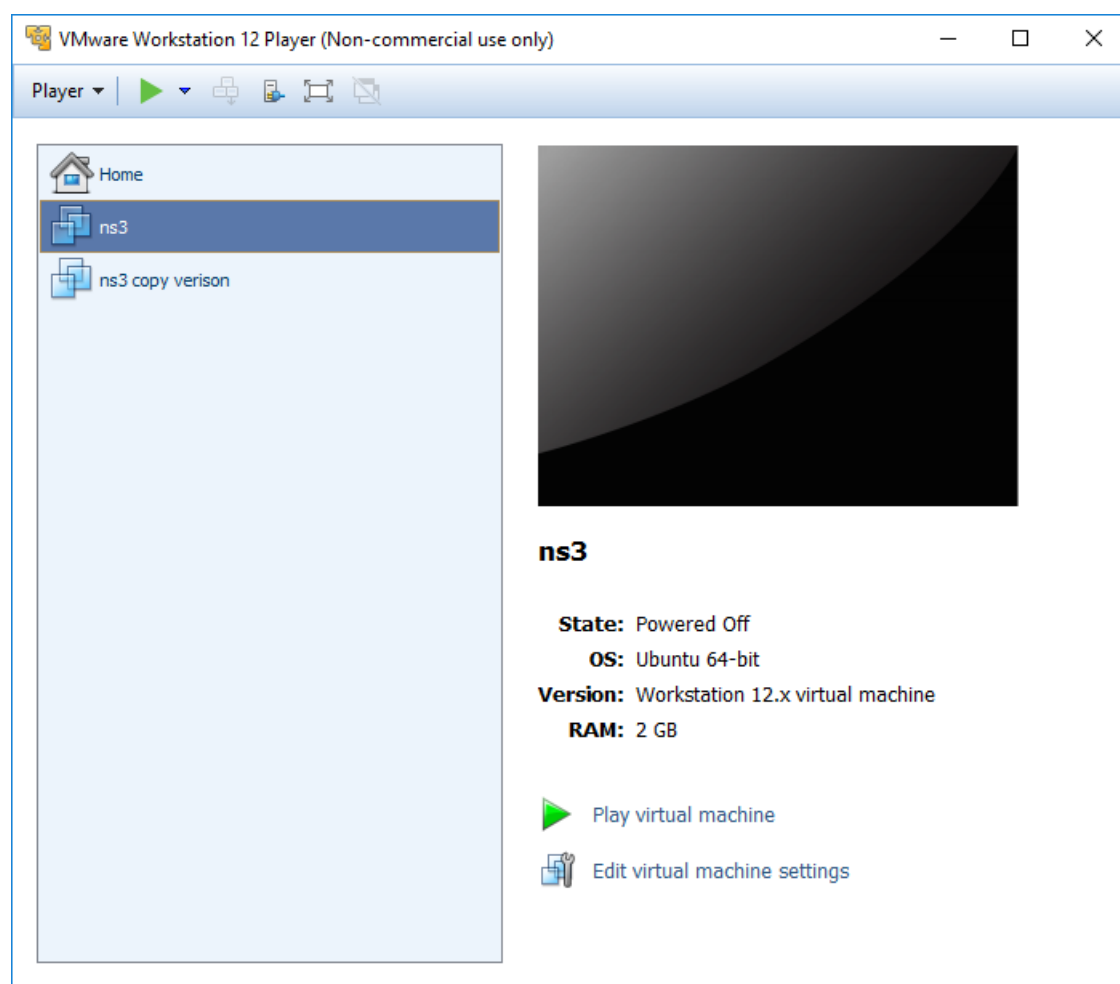 VMware Workstation 12 Player (Non-commercial use only)
Player
Home
ns3
ns3 copy verison
ns3
State: Powered Off
OS: Ubuntu 64-bit
Version: Workstation 12.x virtual machine
RAM: 2 GB
Play virtual machine
Edit virtual machine settings